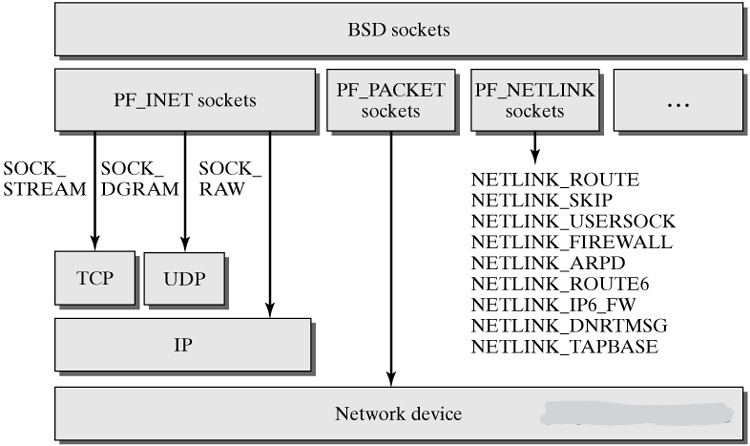 BSD sockets
PF_INET sockets
PF_PACKET
sockets
PF_NETLINK
sockets
...
SOCK_
STREAM
SOCK_
DGRAM
SOCK_
RAW
NETLINK_ROUTE
NETLINK_SKIP
NETLINK_USERSOCK
NETLINK_FIREWALL
NETLINK_ARPD
NETLINK_ROUTE6
NETLINK_IP6_FW
NETLINK_DNRTMSG
NETLINK_TAPBASE
TCP
UDP
IP
Network device